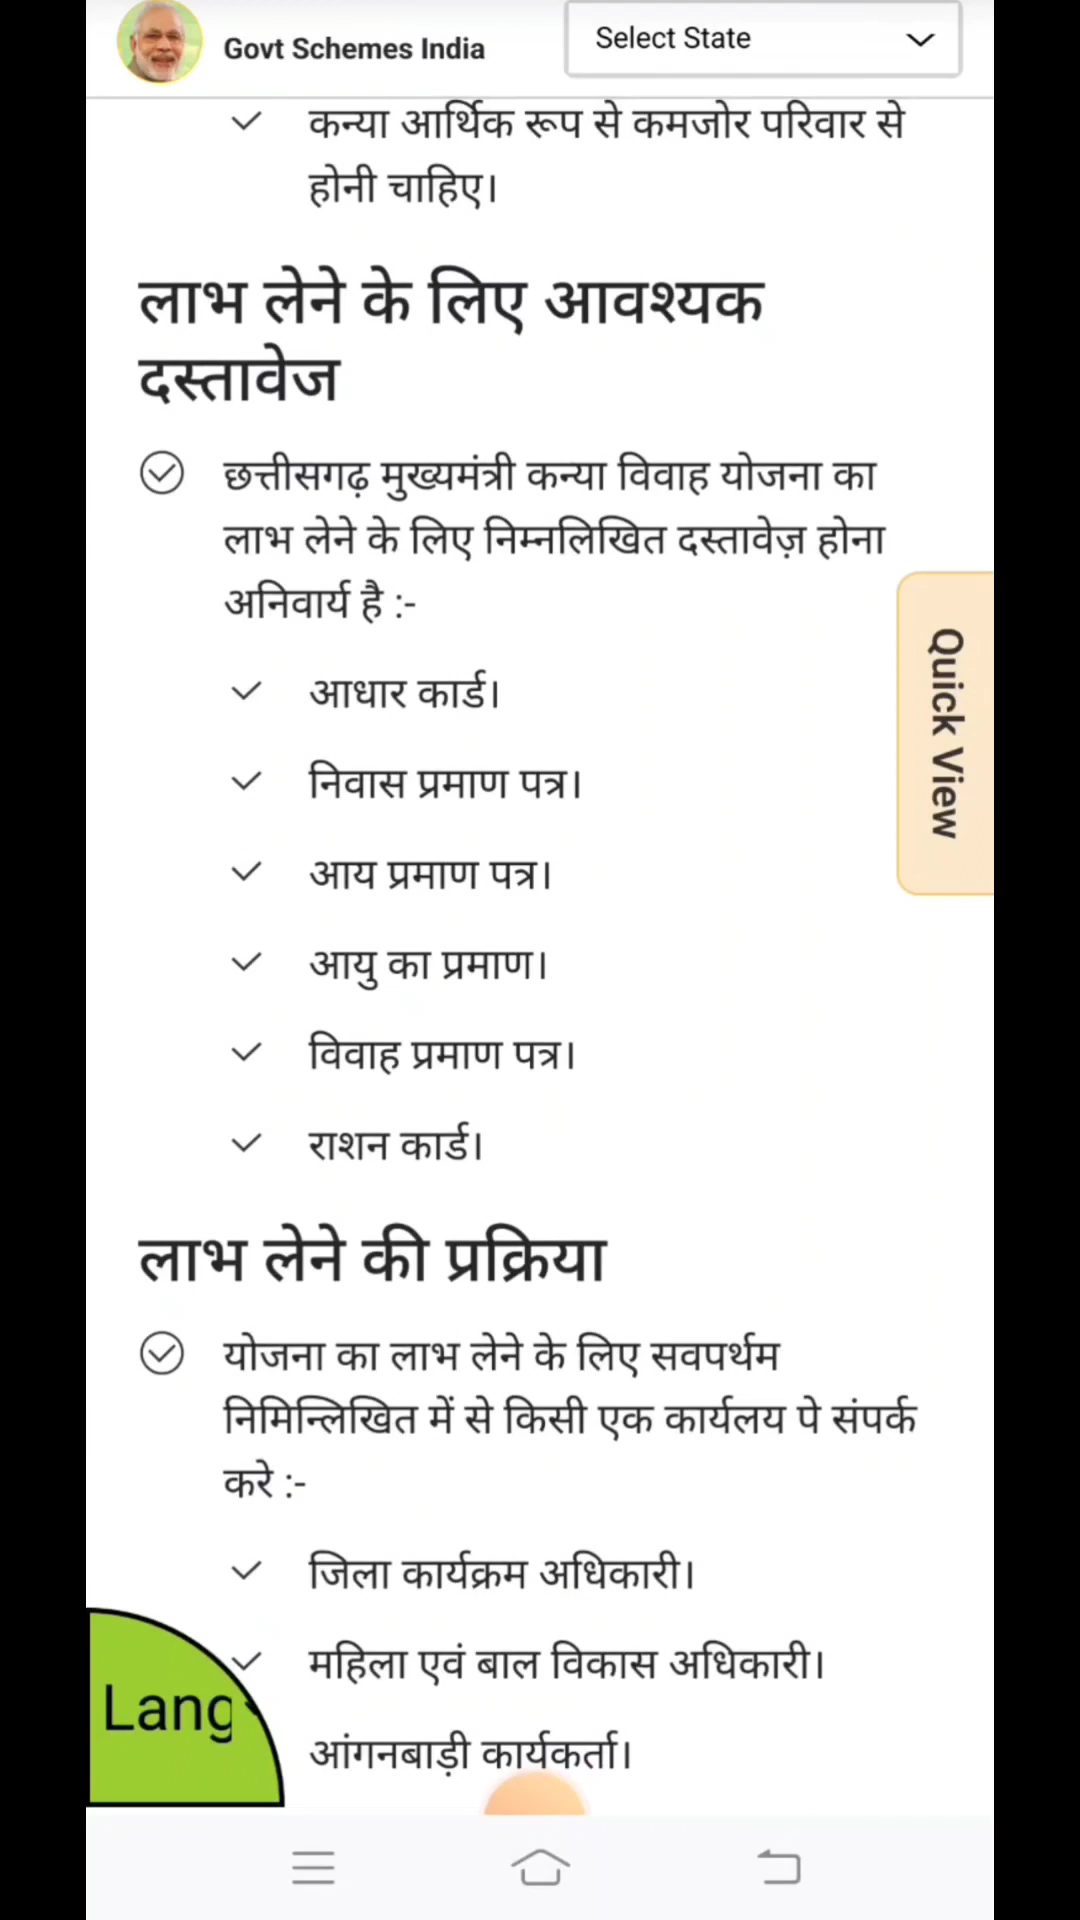 Govt Schemes India
Select State
कन्या आर्थिक रूप से कमजोर परिवार से
होनी चाहिए।
लाभ लेने के लिए आवश्यक
दस्तावेज
छत्तीसगढ़ मुख्यमंत्री कन्या विवाह योजना का
लाभ लेने के लिए निम्नलिखित दस्तावेज़ होना
अनिवार्य है :-
आधार कार्ड।
निवास प्रमाण पत्र।
आय प्रमाण पत्र।
आयु का प्रमाण।
विवाह प्रमाण पत्र।
राशन कार्ड।
Quick View
लाभ लेने की प्रक्रिया
योजना का लाभ लेने के लिए सवपर्थम
निमिन्लिखित में से किसी एक कार्यलय पे संपर्क
करे :-
जिला कार्यक्रम अधिकारी।
महिला एवं बाल विकास अधिकारी।
आंगनबाड़ी कार्यकर्ता।
Lang